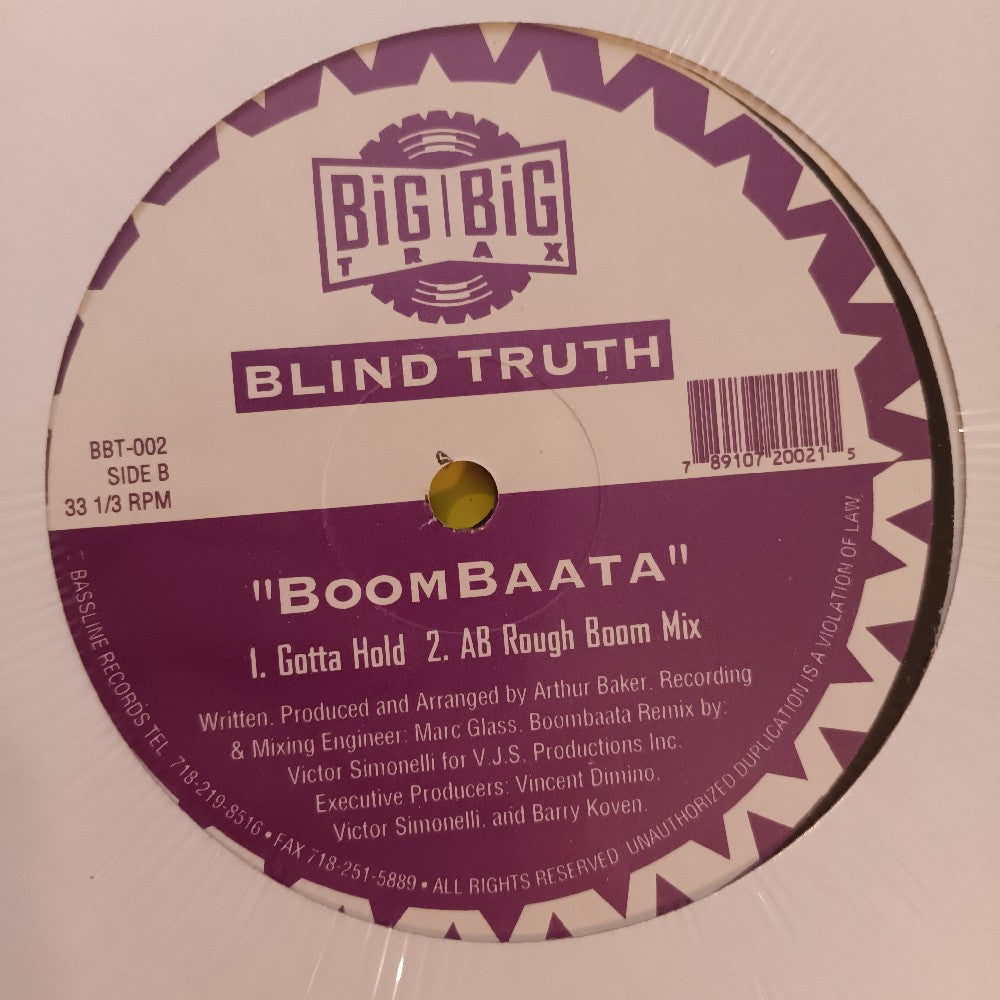 BiG BiG
TRAX
BLIND TRUTH
BBT-002
SIDE B
33 1/3 RPM
7 89107 20021 5
"BOOMBAATA"
1. Gotta Hold 2. AB Rough Boom Mix
Written. Produced and Arranged by Arthur Baker. Recording
& Mixing Engineer: Marc Glass. Boombaata Remix by:
Victor Simonelli for V.J.S. Productions Inc.
Executive Producers: Vincent Dimino.
Victor Simonelli. and Barry Koven.
BASSLINE RECORDS TEL. 718-219-8516 • FAX 718-251-5889 • ALL RIGHTS RESERVED UNAUTHORIZED DUPLICATION IS A VIOLATION OF LAW.